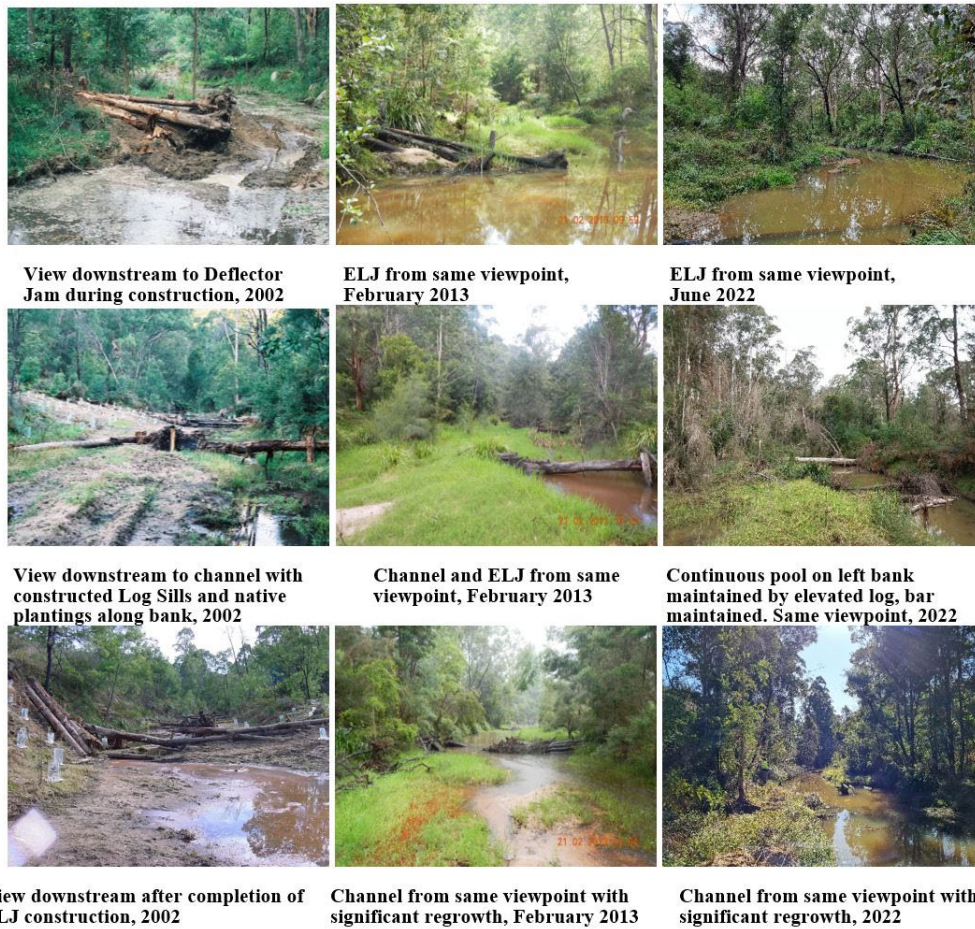 View downstream to Deflector
Jam during construction, 2002
ELJ from same viewpoint,
February 2013
ELJ from same viewpoint,
June 2022
View downstream to channel with
constructed Log Sills and native
plantings along bank, 2002
Channel and ELJ from same
viewpoint, February 2013
Continuous pool on left bank
maintained by elevated log, bar
maintained. Same viewpoint, 2022
iew downstream after completion of
LJ construction, 2002
Channel from same viewpoint with
significant regrowth, February 2013
Channel from same viewpoint with
significant regrowth, 2022